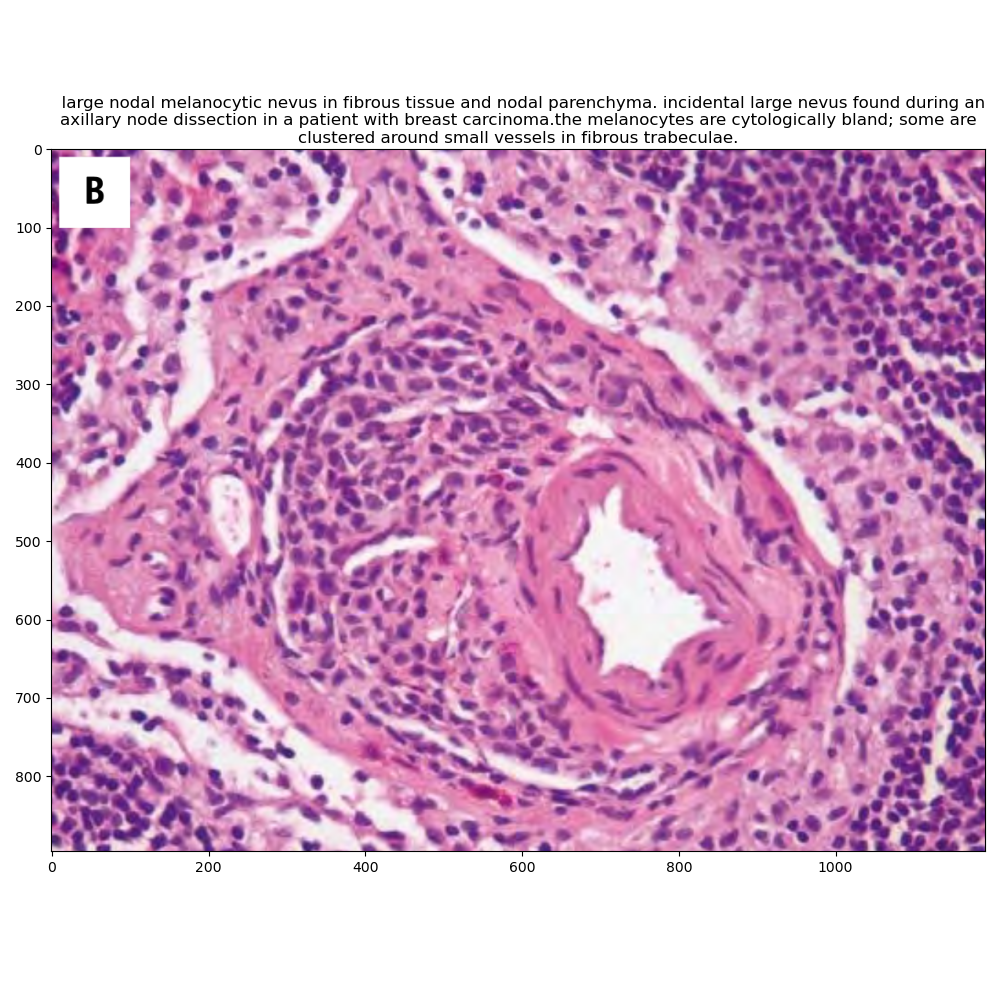 large nodal melanocytic nevus in fibrous tissue and nodal parenchyma. incidental large nevus found during an
axillary node dissection in a patient with breast carcinoma.the melanocytes are cytologically bland; some are
clustered around small vessels in fibrous trabeculae.
B
0
100
200
300
400
500
600
700
800
0 200 400 600 800 1000